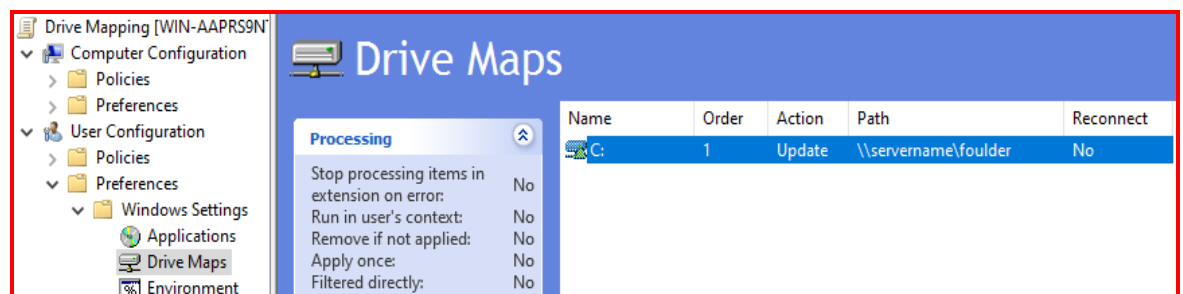 Drive Mapping [WIN-AAPRS9NT
Computer Configuration
Policies
Preferences
User Configuration
Policies
Preferences
Windows Settings
Applications
Drive Maps
Environment
Drive Maps
Processing
Stop processing items in
extension on error: No
Run in user's context: No
Remove if not applied: No
Apply once: No
Filtered directly: No
Name Order Action Path Reconnect
C: 1 Update \\servername\foulder No